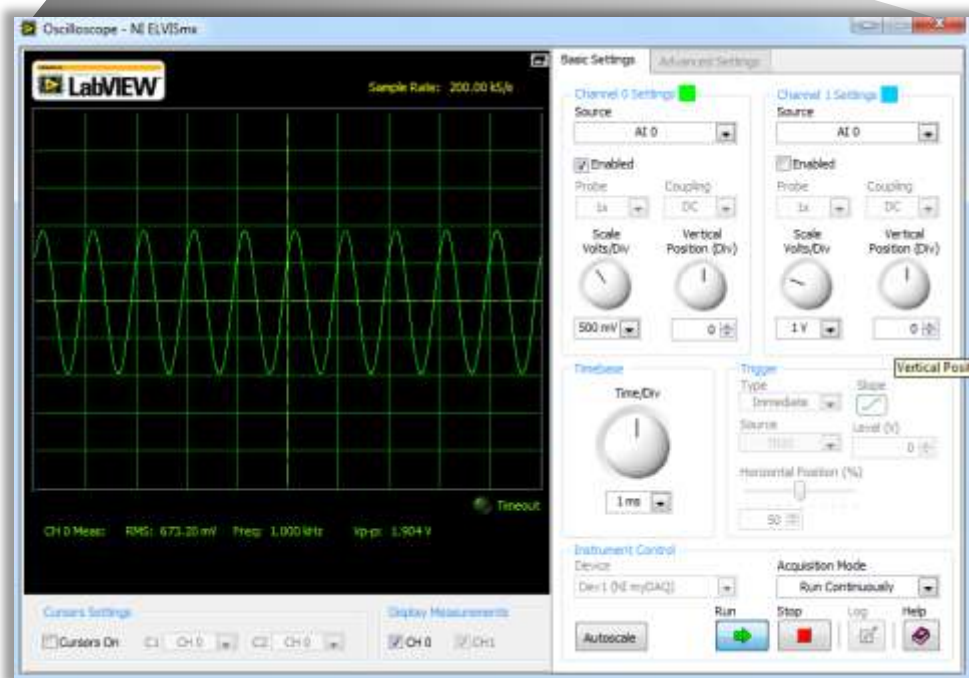 Oscilloscope - NI ELVISmx
LabVIEW
Sample Rate: 200.00 kS/s
Timeout
CH 0 Meas: RMS: 673.20 mV Freq: 1.000 kHz Vp-p: 1.904 V
Cursors Settings
Cursors On C1 CH 0 C2 CH 0
Display Measurements
CH 0 CH1
Basic Settings Advanced Settings
Channel 0 Settings
Source
AI 0
Enabled
Probe Coupling
1x DC
Scale Vertical
Volts/Div Position (Div)
500 mV 0
Channel 1 Settings
Source
AI 0
Enabled
Probe Coupling
1x DC
Scale Vertical
Volts/Div Position (Div)
1 V 0
Vertical Posit
Timebase
Time/Div
1 ms
Trigger
Type Slope
Immediate
Source Level (V)
0
Horizontal Position (%)
50
Instrument Control
Device
Dev1 (NI myDAQ)
Acquisition Mode
Run Continuously
Run Stop Log Help
Autoscale